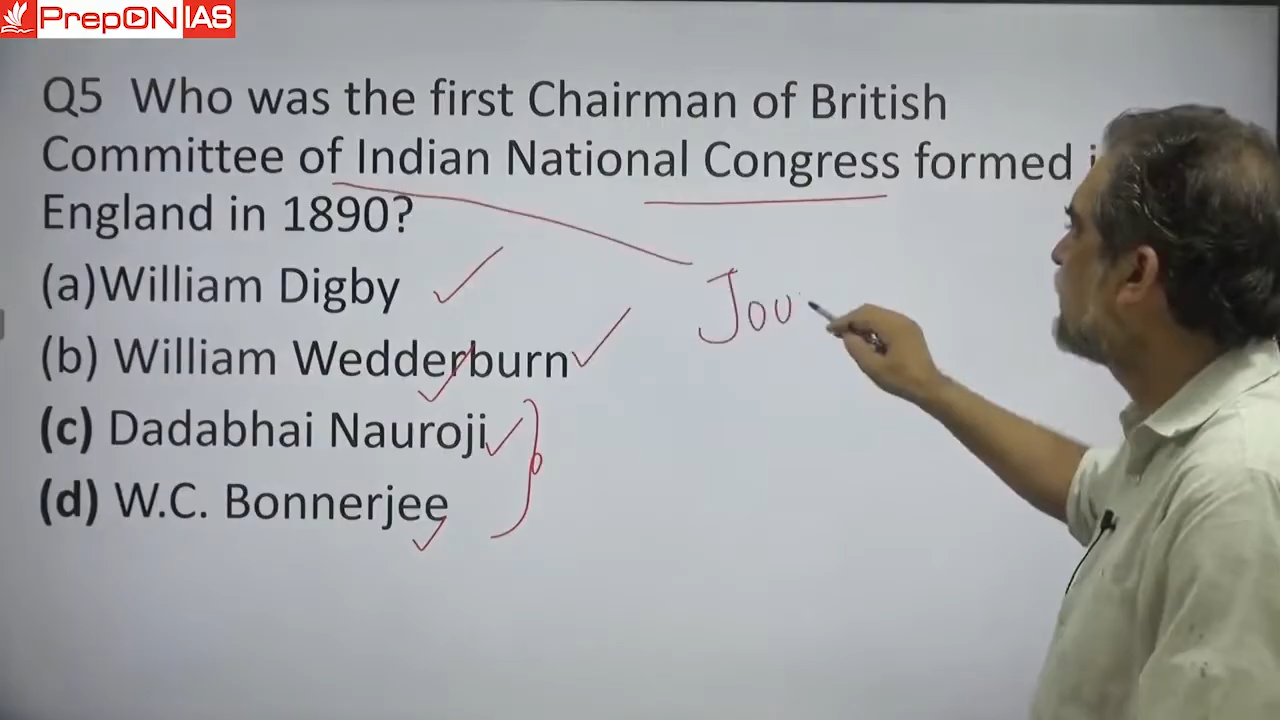 PrepON IAS
Q5 Who was the first Chairman of British
Committee of Indian National Congress formed
England in 1890?
(a)William Digby
(b) William Wedderburn
(c) Dadabhai Nauroji
(d) W.C. Bonnerjee
Jou